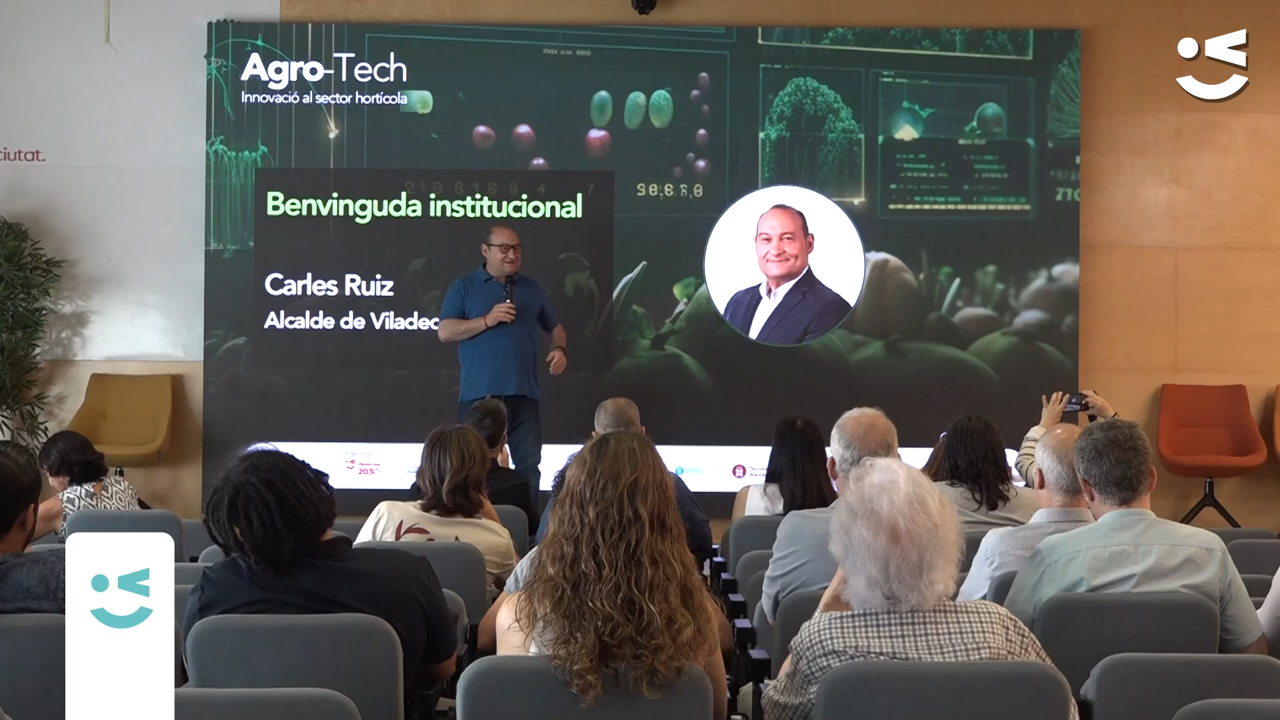 Agro-Tech
Innovació al sector hortícola
ciutat.
Benvinguda institucional
Carles Ruiz
Alcalde de Viladec